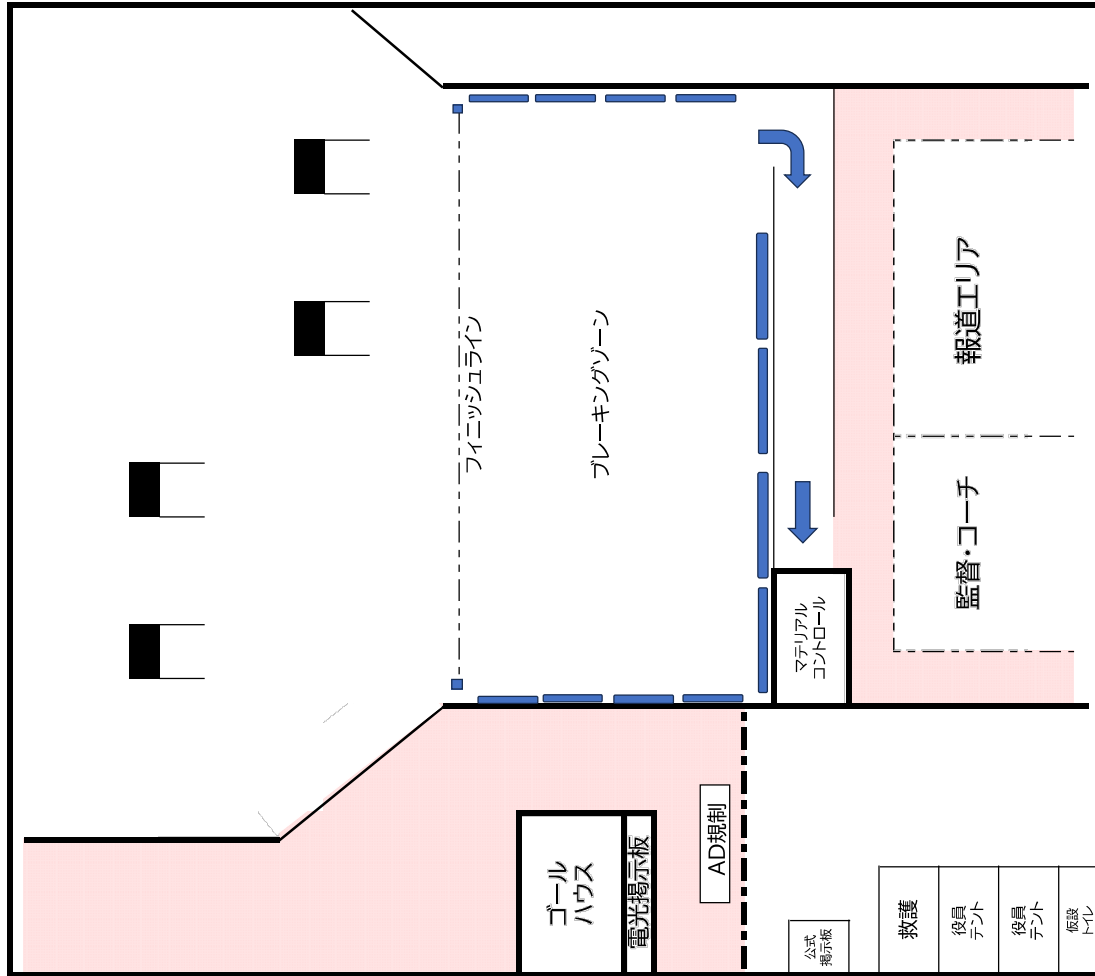 フィニッシュライン
ブレーキングゾーン
報道エリア
監督・コーチ
マテリアル
コントロール
ゴール
ハウス
電光掲示板
AD規制
公式
掲示板
救護
役員
テント
役員
テント
仮設
トイレ